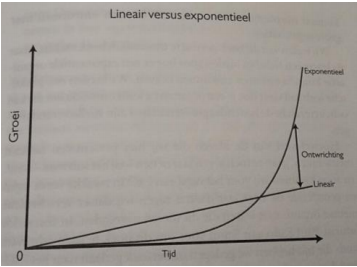 Lineair versus exponentieel
Exponentieel
Groei
Ontwrichting
Lineair
0
Tijd